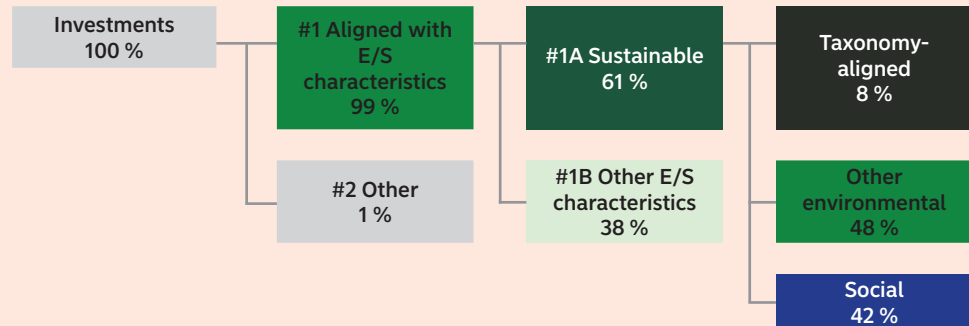 Investments
100 %
#1 Aligned with
E/S
characteristics
99 %
#2 Other
1 %
#1A Sustainable
61 %
#1B Other E/S
characteristics
38 %
Taxonomy-
aligned
8 %
Other
environmental
48 %
Social
42 %